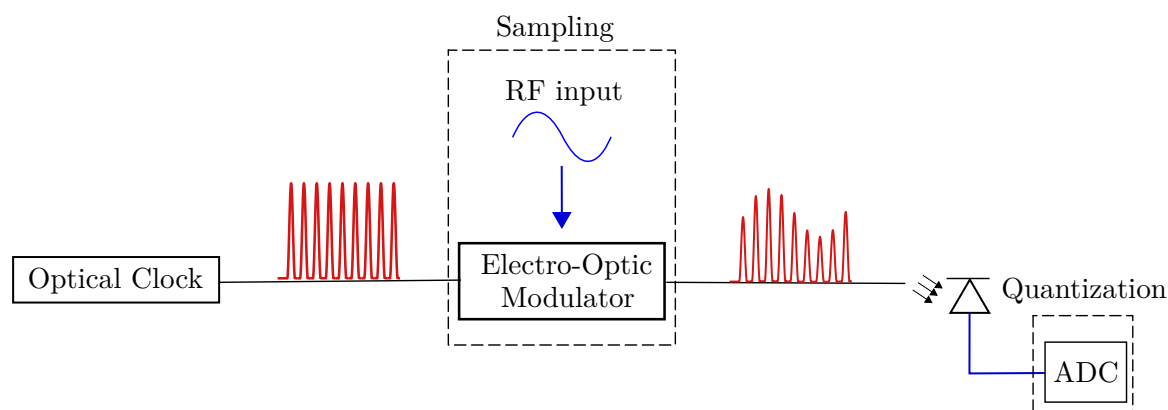 Sampling
RF input
Optical Clock
Electro-Optic
Modulator
Quantization
ADC